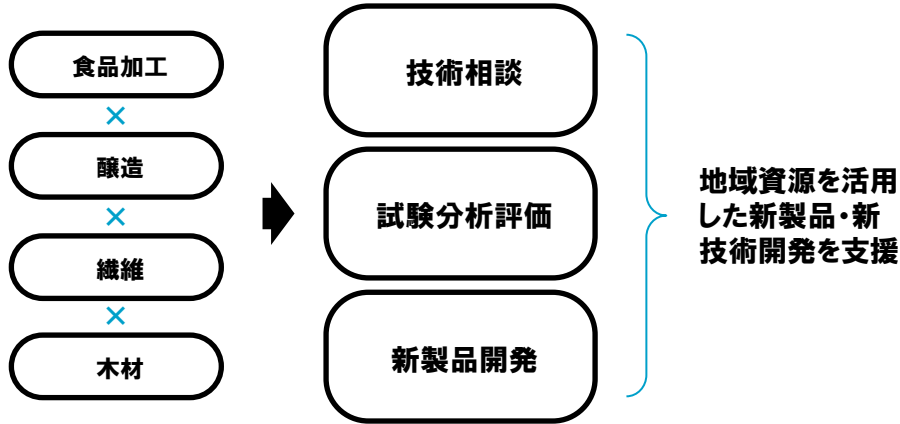 食品加工
×
醸造
×
繊維
×
木材
技術相談
試験分析評価
新製品開発
地域資源を活用
した新製品・新
技術開発を支援